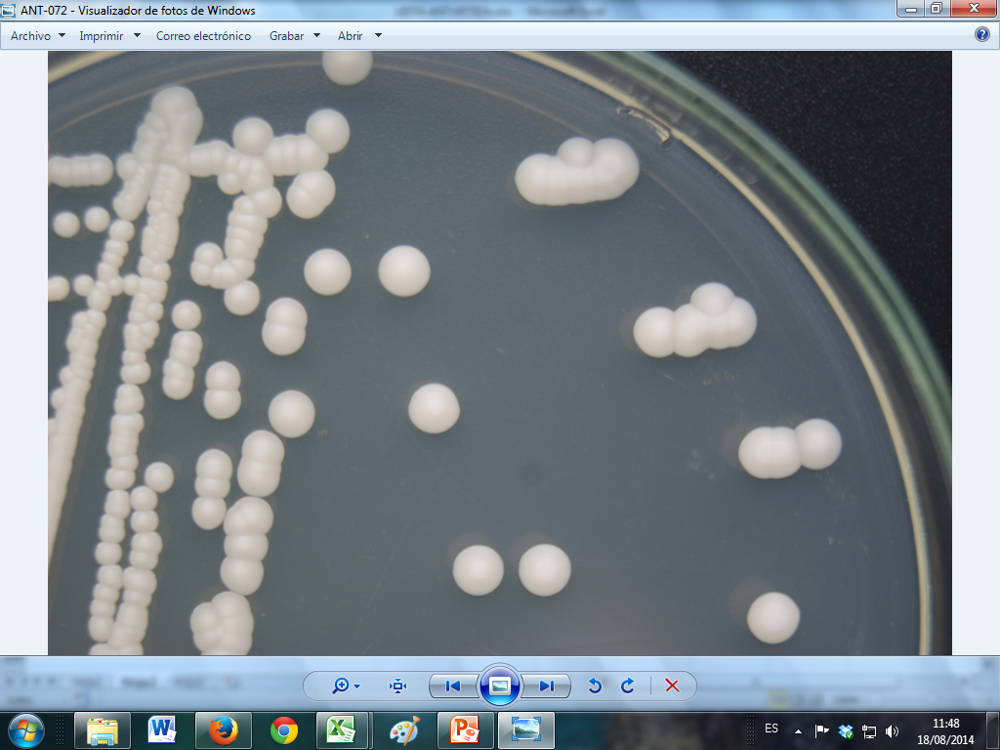 ANT-072 - Visualizador de fotos de Windows
Archivo Imprimir Correo electrónico Grabar Abrir
ES
11:48
18/08/2014